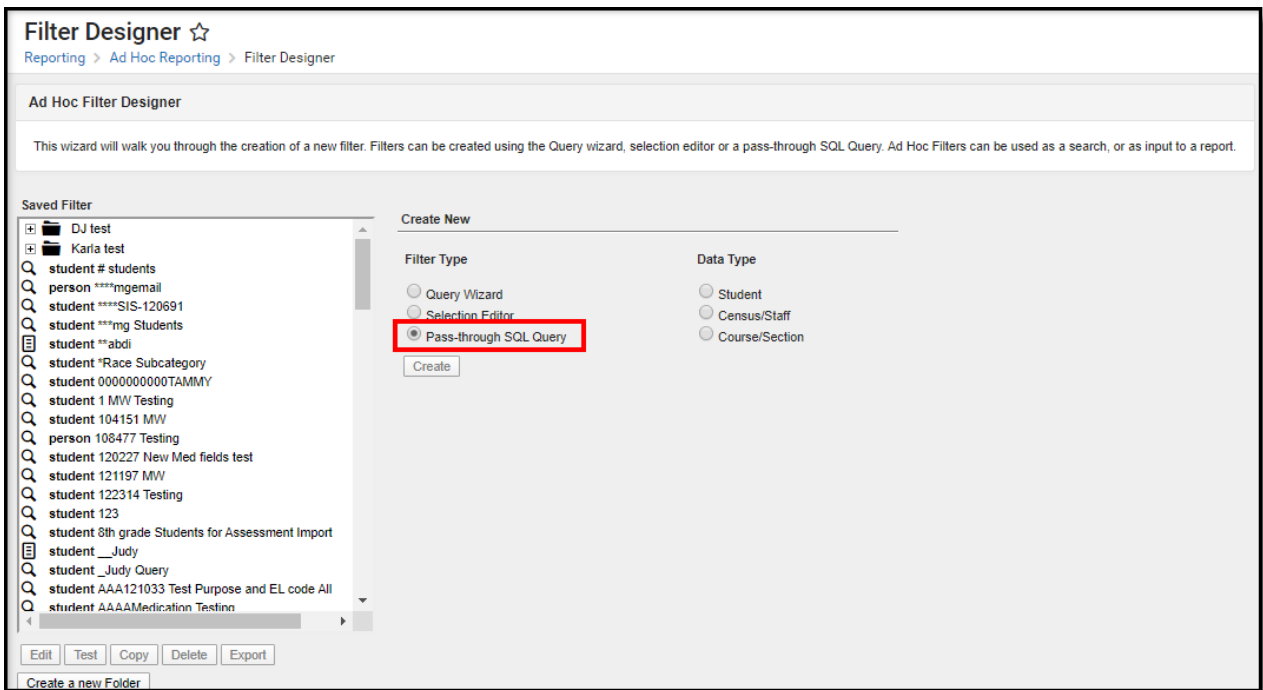 Filter Designer
Reporting > Ad Hoc Reporting > Filter Designer
Ad Hoc Filter Designer
This wizard will walk you through the creation of a new filter. Filters can be created using the Query wizard, selection editor or a pass-through SQL Query. Ad Hoc Filters can be used as a search, or as input to a report.
Saved Filter
DJ test
Karla test
student # students
person ****mgemail
student ****SIS-120691
student ***mg Students
student **abdi
student *Race Subcategory
student 0000000000TAMMY
student 1 MW Testing
student 104151 MW
person 108477 Testing
student 120227 New Med fields test
student 121197 MW
student 122314 Testing
student 123
student 8th grade Students for Assessment Import
student __Judy
student _Judy Query
student AAA121033 Test Purpose and EL code All
student AAAAMedication Testing
Edit Test Copy Delete Export
Create a new Folder
Create New
Filter Type
Query Wizard
Selection Editor
Pass-through SQL Query
Create
Data Type
Student
Census/Staff
Course/Section